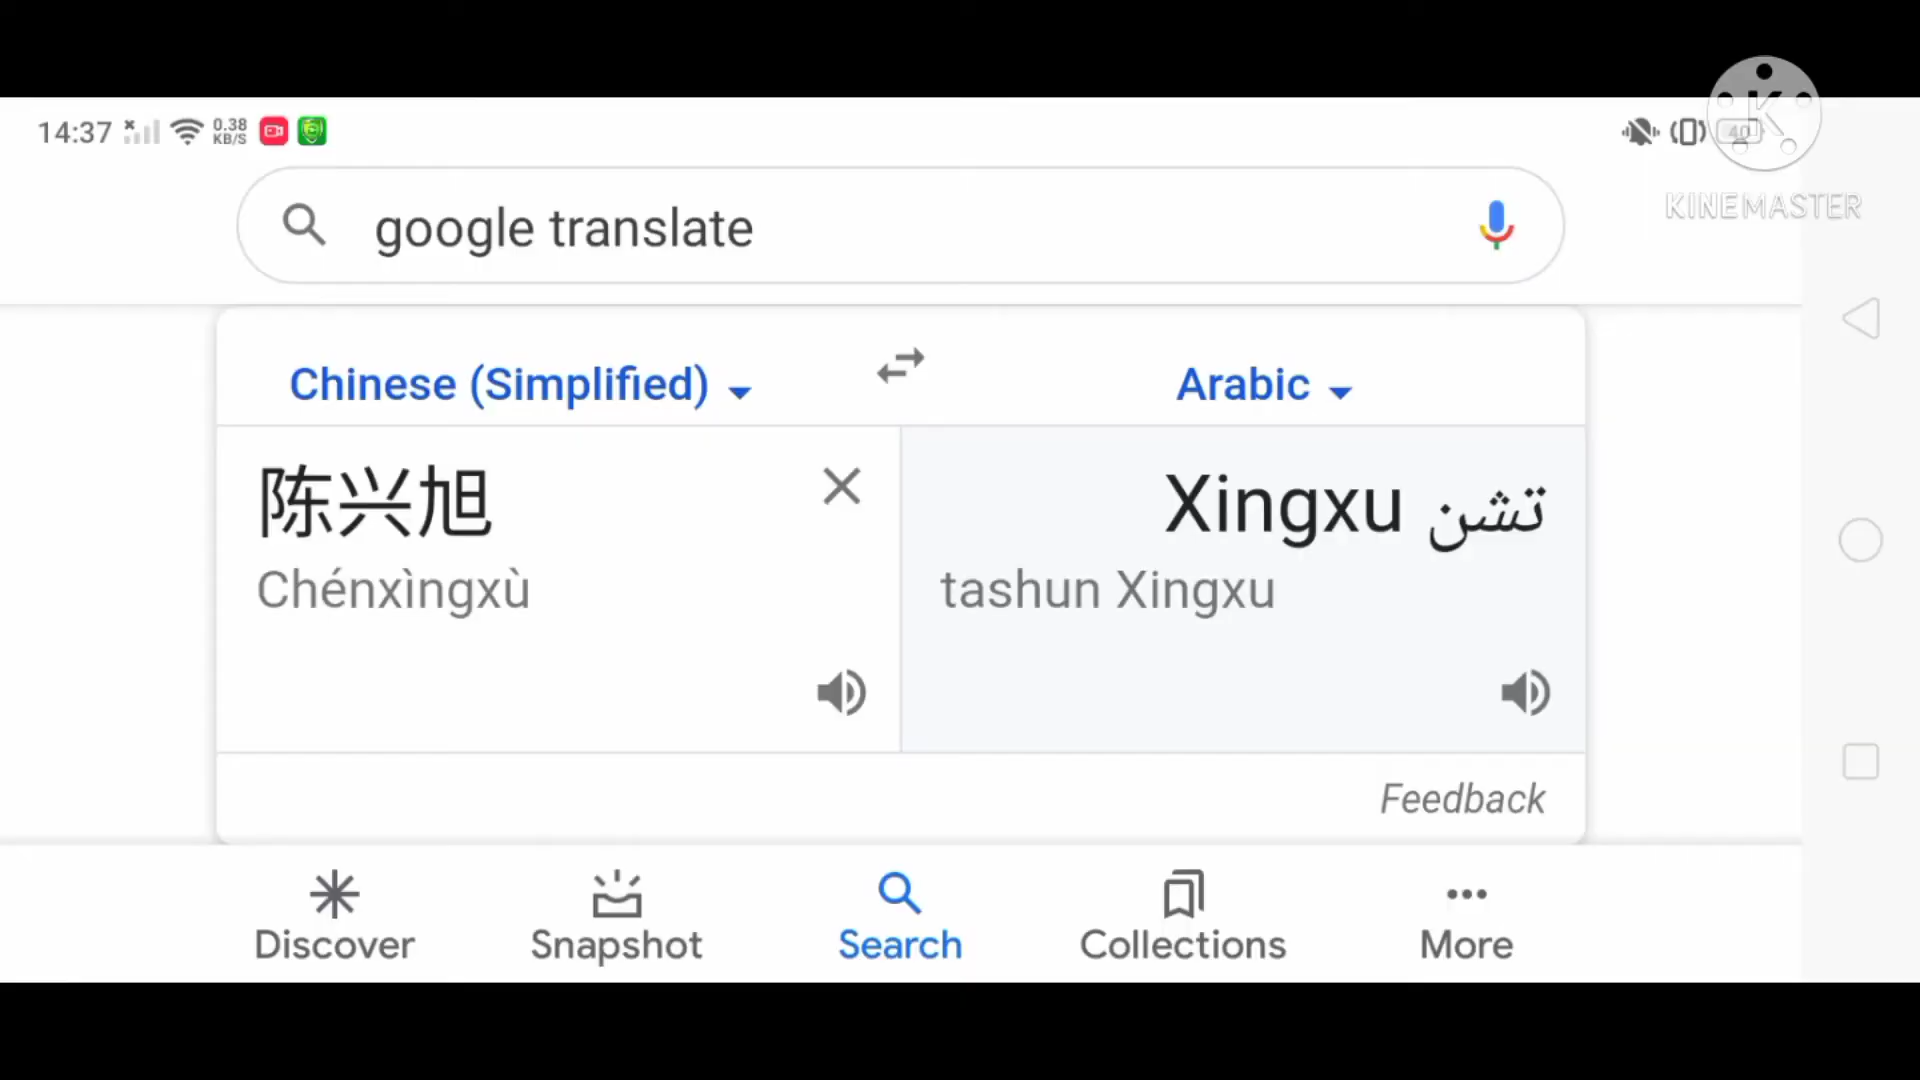 14:37 0.38 KB/S 40
KINEMASTER
google translate
Chinese (Simplified) Arabic
陈兴旭
Chénxìngxù
تشن Xingxu
tashun Xingxu
Feedback
Discover Snapshot Search Collections More